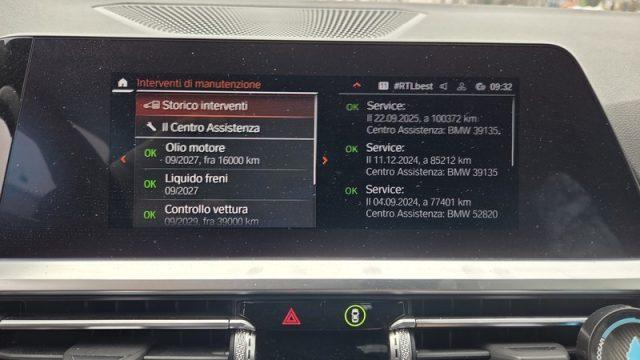 Interventi di manutenzione
#RTLbest 09:32
Storico interventi
Il Centro Assistenza
OK Olio motore
09/2027, fra 16000 km
OK Liquido freni
09/2027
OK Controllo vettura
09/2029, fra 39000 km
OK Service:
Il 22.09.2025, a 100372 km
Centro Assistenza: BMW 39135.
OK Service:
Il 11.12.2024, a 85212 km
Centro Assistenza: BMW 39135
OK Service:
Il 04.09.2024, a 77401 km
Centro Assistenza: BMW 52820